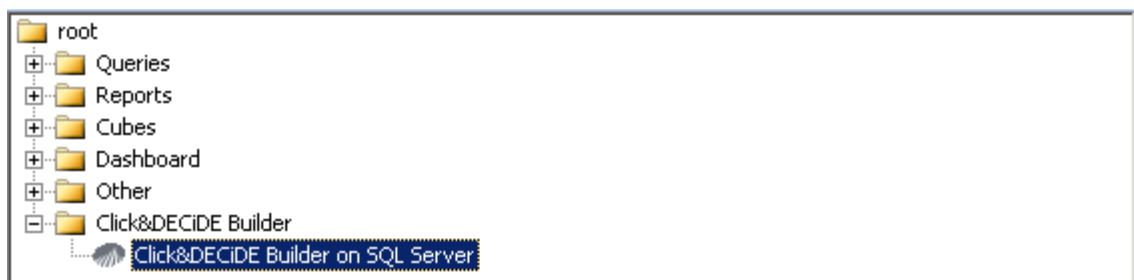 root
Queries
Reports
Cubes
Dashboard
Other
Click&DECiDE Builder
Click&DECiDE Builder on SQL Server